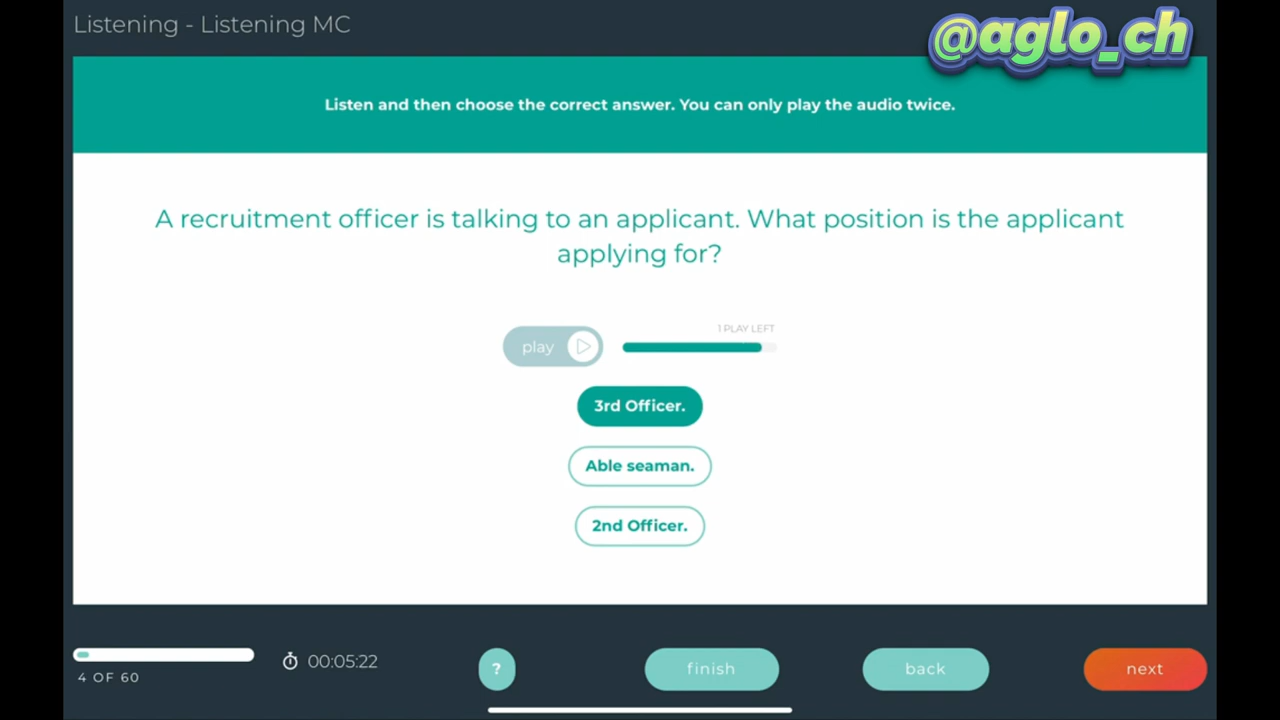 Listening - Listening MC
@aglo_ch
Listen and then choose the correct answer. You can only play the audio twice.
A recruitment officer is talking to an applicant. What position is the applicant
applying for?
1 PLAY LEFT
play
3rd Officer.
Able seaman.
2nd Officer.
4 OF 60
00:05:22
?
finish
back
next